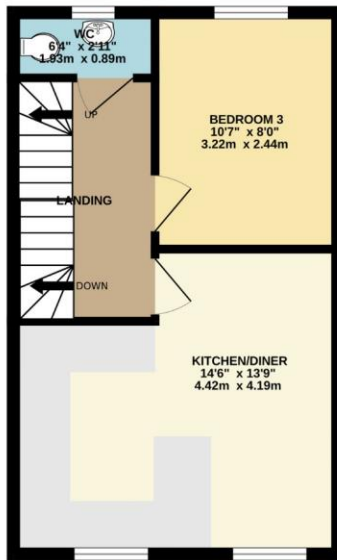 WC
6'4" x 2'11"
1.93m x 0.89m
BEDROOM 3
10'7" x 8'0"
3.22m x 2.44m
UP
LANDING
DOWN
KITCHEN/DINER
14'6" x 13'9"
4.42m x 4.19m